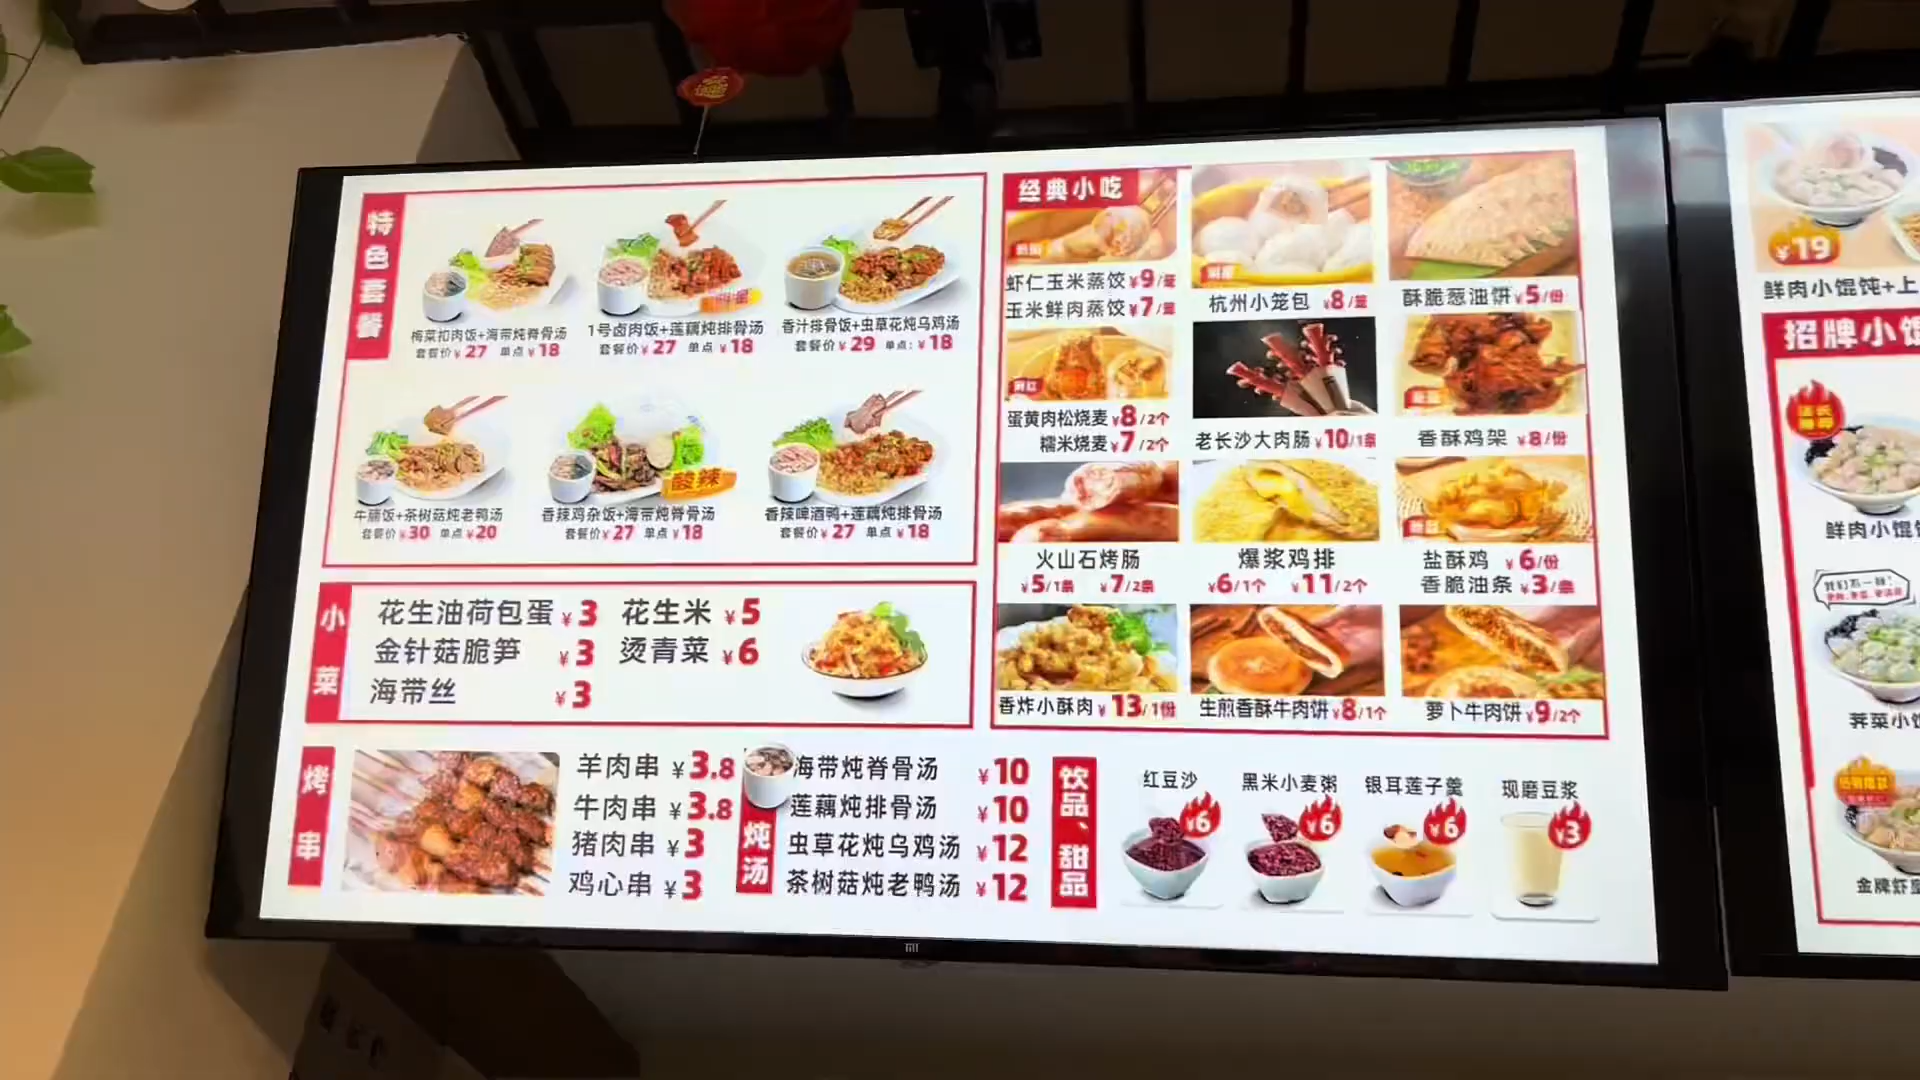 特色套餐
梅菜扣肉饭+海带炖脊骨汤
套餐价¥27 单点¥18
1号卤肉饭+莲藕炖排骨汤
套餐价¥27 单点¥18
香汁排骨饭+虫草花炖乌鸡汤
套餐价¥29 单点:¥18
牛腩饭+茶树菇炖老鸭汤
套餐价¥30 单点¥20
酸辣
香辣鸡杂饭+海带炖脊骨汤
套餐价¥27 单点¥18
香辣啤酒鸭+莲藕炖排骨汤
套餐价¥27 单点¥18
小菜
花生油荷包蛋¥3 花生米¥5
金针菇脆笋¥3 烫青菜¥6
海带丝¥3
烤串
羊肉串¥3.8
牛肉串¥3.8
猪肉串¥3
鸡心串¥3
炖汤
海带炖脊骨汤¥10
莲藕炖排骨汤¥10
虫草花炖乌鸡汤¥12
茶树菇炖老鸭汤¥12
经典小吃
虾仁玉米蒸饺¥9/笼
玉米鲜肉蒸饺¥7/笼
杭州小笼包¥8/笼
酥脆葱油饼¥5/份
蛋黄肉松烧麦¥8/2个
糯米烧麦¥7/2个
老长沙大肉肠¥10/1条
香酥鸡架¥8/份
火山石烤肠
¥5/1条 ¥7/2条
爆浆鸡排
¥6/1个 ¥11/2个
盐酥鸡¥6/份
香脆油条¥3/条
香炸小酥肉¥13/1份
生煎香酥牛肉饼¥8/1个
萝卜牛肉饼¥9/2个
饮品、甜品
红豆沙
¥6
黑米小麦粥
¥6
银耳莲子羹
¥6
现磨豆浆
¥3
¥19
鲜肉小馄饨+上
招牌小馄
鲜肉小馄饨
我们不一样!
荠菜小馄
金牌虾